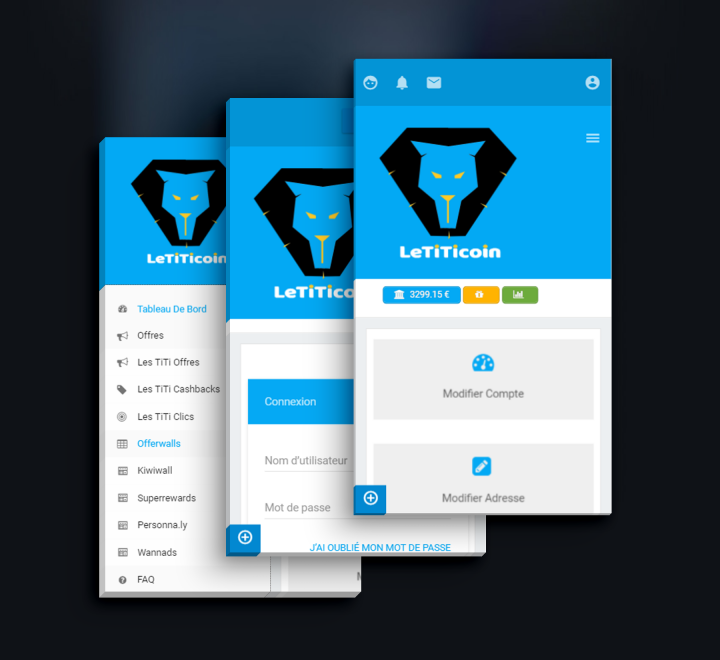 LeTiTicoin
Tableau De Bord
Offres
Les TiTi Offres
Les TiTi Cashbacks
Les TiTi Clics
Offerwalls
Kiwiwall
Superrewards
Personna.ly
Wannads
FAQ
LeTiTico
Connexion
Nom d'utilisateur
Mot de passe
J'AI OUBLIÉ MON MOT DE PASSE
LeTiTicoin
3299.15 €
Modifier Compte
Modifier Adresse